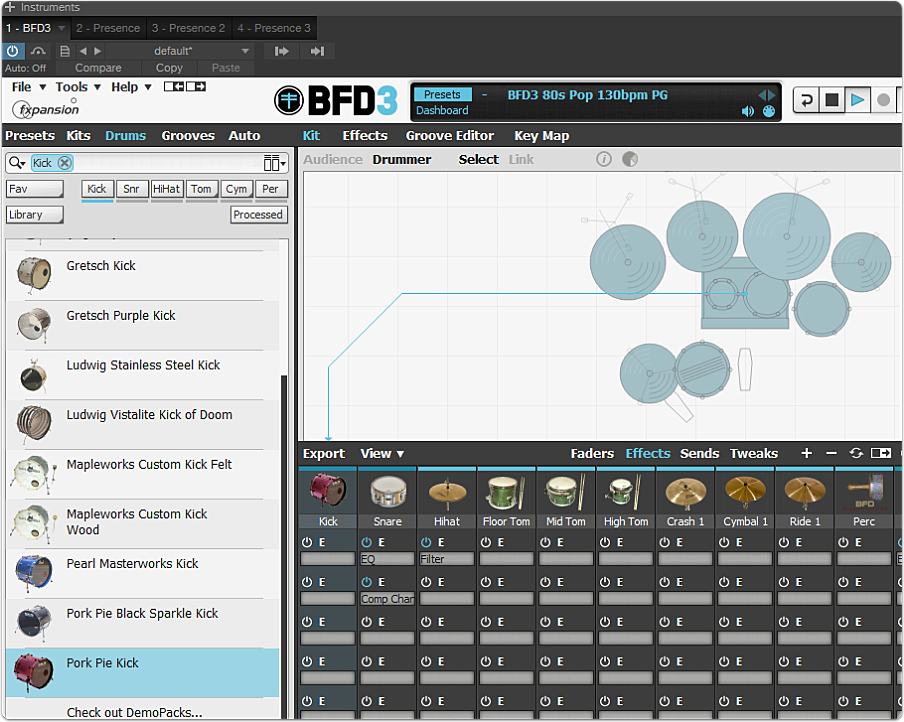 Instruments
1 - BFD3 2 - Presence 3 - Presence 2 4 - Presence 3
default*
Auto: Off Compare Copy Paste
File Tools Help
fxpansion
BFD3
Presets - BFD3 80s Pop 130bpm PG
Dashboard
Presets Kits Drums Grooves Auto
Kit Effects Groove Editor Key Map
Kick
Audience Drummer Select Link
Fav Kick Snr HiHat Tom Cym Per
Library Processed
Gretsch Kick
Gretsch Purple Kick
Ludwig Stainless Steel Kick
Ludwig Vistalite Kick of Doom
Mapleworks Custom Kick Felt
Mapleworks Custom Kick
Wood
Pearl Masterworks Kick
Pork Pie Black Sparkle Kick
Pork Pie Kick
Check out DemoPacks...
Export View Faders Effects Sends Tweaks
BFD
Kick Snare Hihat Floor Tom Mid Tom High Tom Crash 1 Cymbal 1 Ride 1 Perc
E E E E E E E E E E
EQ Filter
E E E E E E E E E E
Comp Char
E E E E E E E E E E
E E E E E E E E E E
E E E E E E E E E E